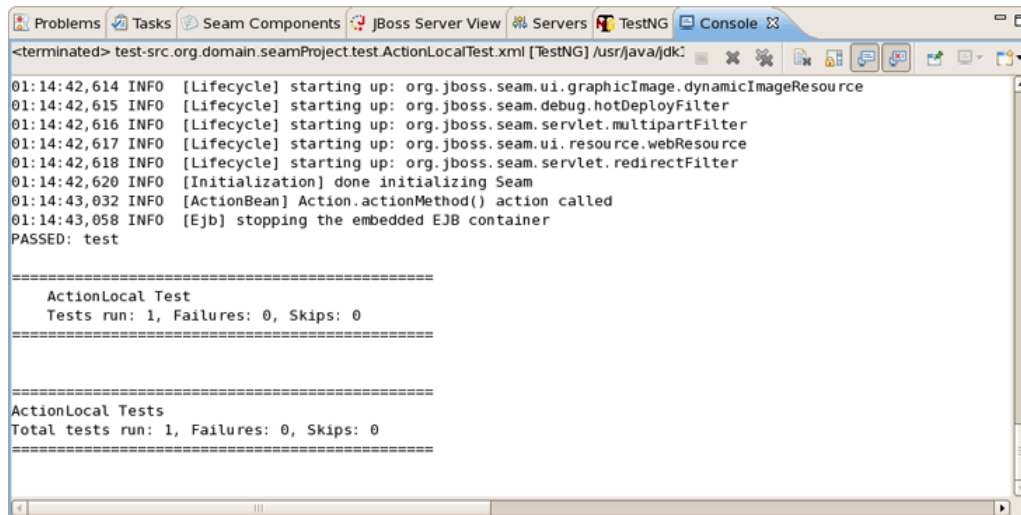 Problems Tasks Seam Components JBoss Server View Servers TestNG Console
<terminated> test-src.org.domain.seamProject.test.ActionLocalTest.xml [TestNG] /usr/java/jdk1
01:14:42,614 INFO  [Lifecycle] starting up: org.jboss.seam.ui.graphicImage.dynamicImageResource
01:14:42,615 INFO  [Lifecycle] starting up: org.jboss.seam.debug.hotDeployFilter
01:14:42,616 INFO  [Lifecycle] starting up: org.jboss.seam.servlet.multipartFilter
01:14:42,617 INFO  [Lifecycle] starting up: org.jboss.seam.ui.resource.webResource
01:14:42,618 INFO  [Lifecycle] starting up: org.jboss.seam.servlet.redirectFilter
01:14:42,620 INFO  [Initialization] done initializing Seam
01:14:43,032 INFO  [ActionBean] Action.actionMethod() action called
01:14:43,058 INFO  [Ejb] stopping the embedded EJB container
PASSED: test
===============================================
    ActionLocal Test
    Tests run: 1, Failures: 0, Skips: 0
===============================================
===============================================
ActionLocal Tests
Total tests run: 1, Failures: 0, Skips: 0
===============================================